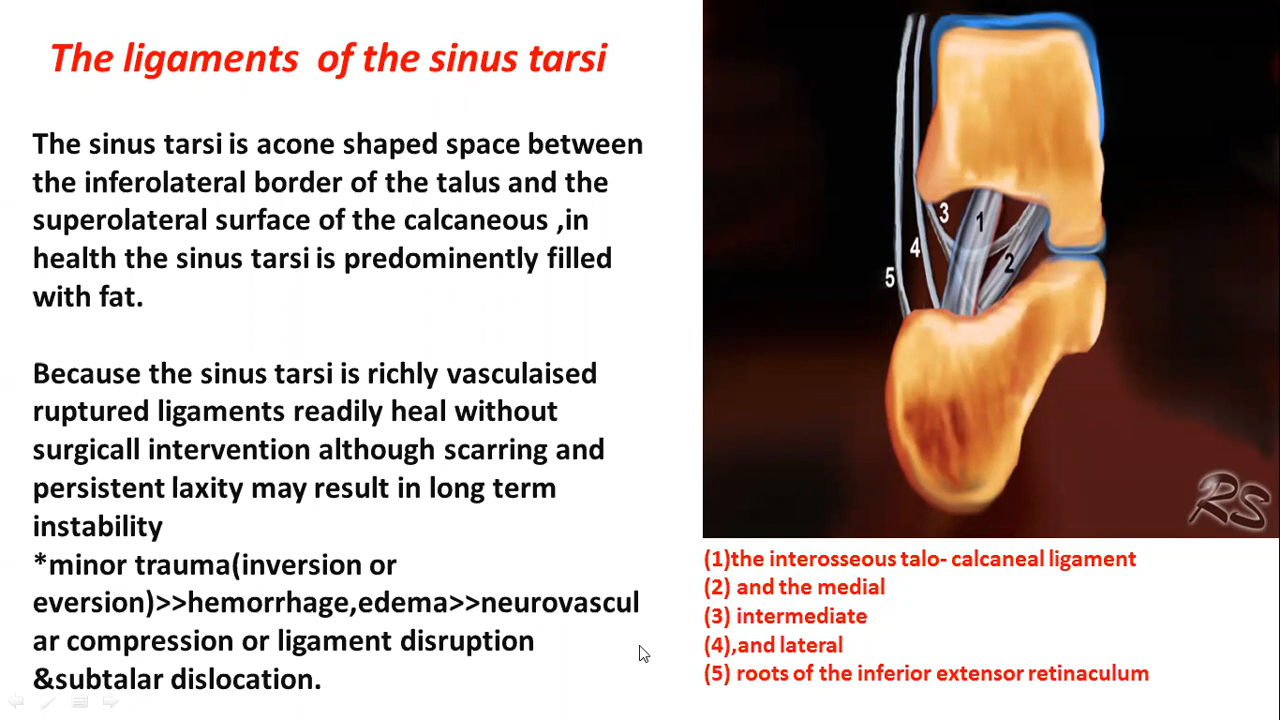 The ligaments of the sinus tarsi
The sinus tarsi is acone shaped space between
the inferolateral border of the talus and the
superolateral surface of the calcaneous ,in
health the sinus tarsi is predominently filled
with fat.
Because the sinus tarsi is richly vasculaised
ruptured ligaments readily heal without
surgicall intervention although scarring and
persistent laxity may result in long term
instability
*minor trauma(inversion or
eversion)>>hemorrhage,edema>>neurovascul
ar compression or ligament disruption
&subtalar dislocation.
3
1
4
2
5
RS
(1)the interosseous talo- calcaneal ligament
(2) and the medial
(3) intermediate
(4),and lateral
(5) roots of the inferior extensor retinaculum